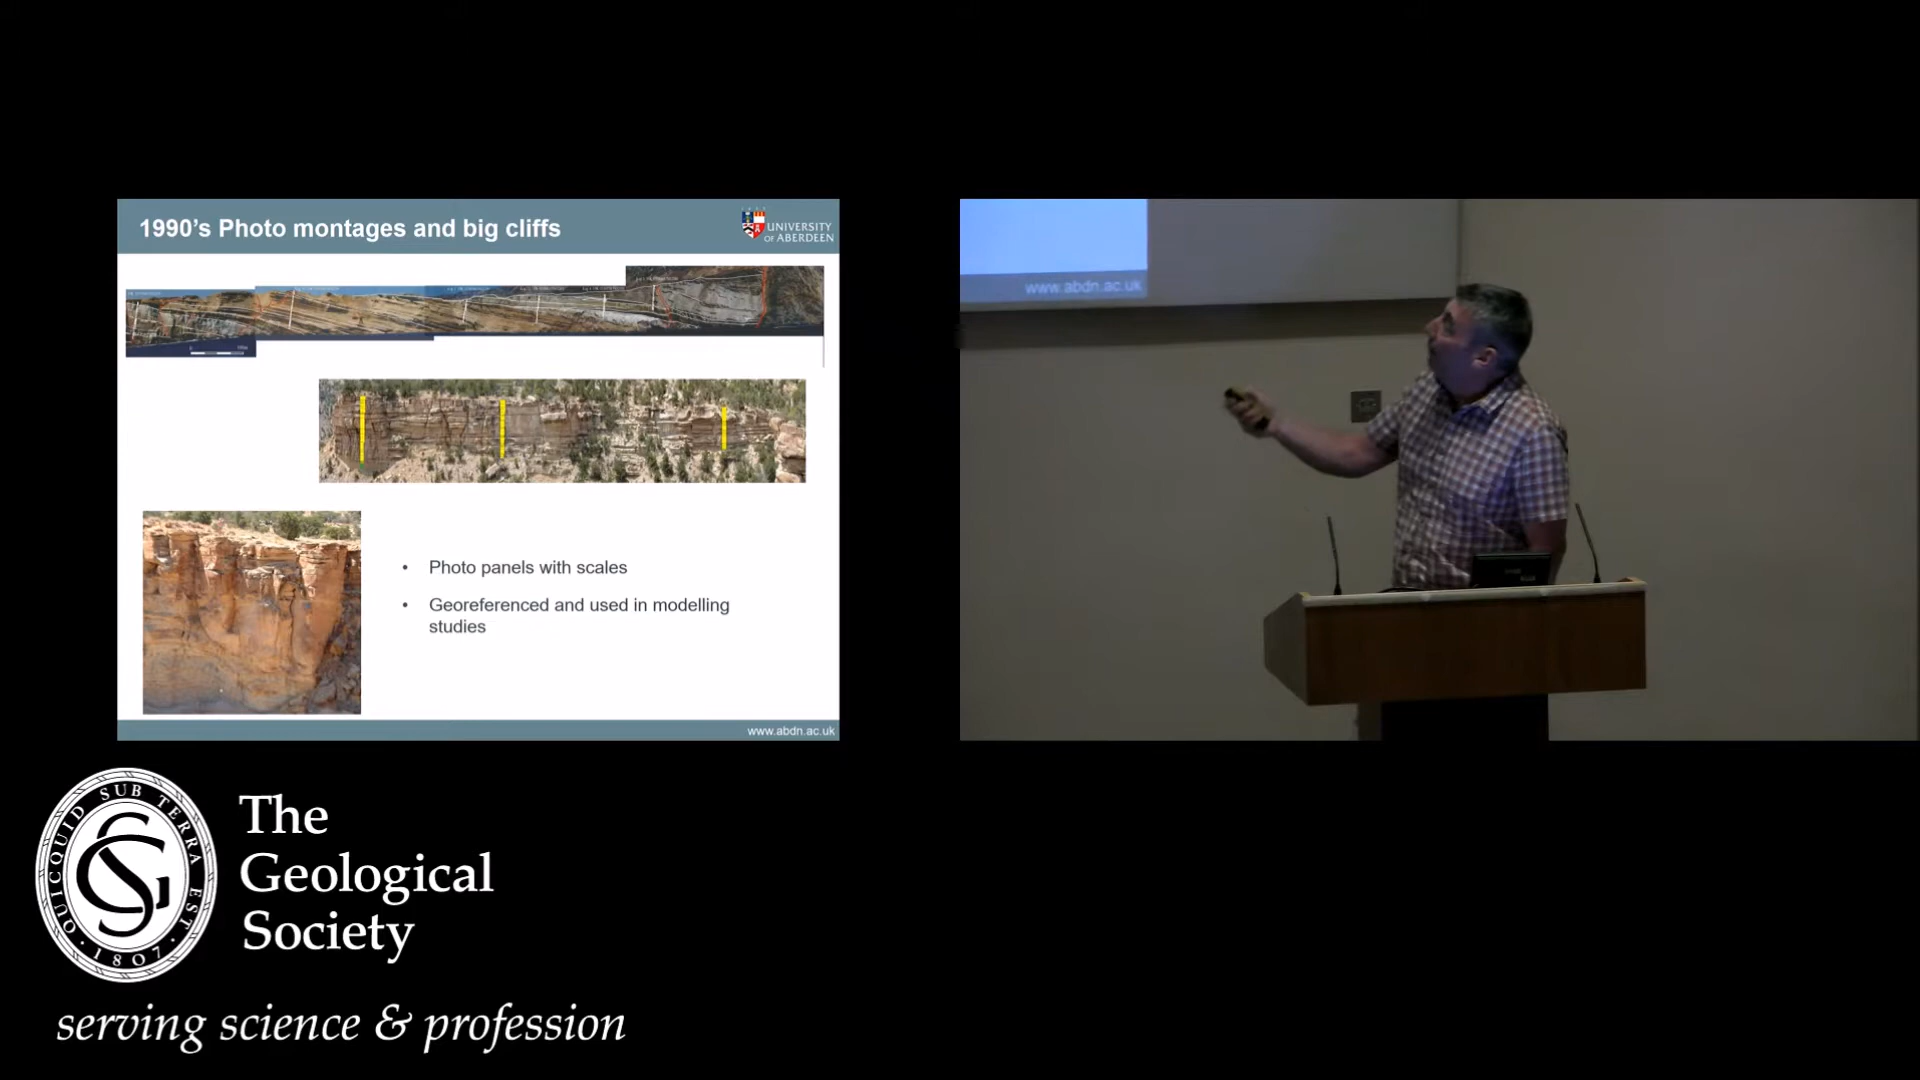 1990's Photo montages and big cliffs
UNIVERSITY
OF ABERDEEN
• Photo panels with scales
• Georeferenced and used in modelling
studies
www.abdn.ac.uk
www.abdn.ac.uk
QUICQUID SUB TERRA EST
1807
The
Geological
Society
serving science & profession